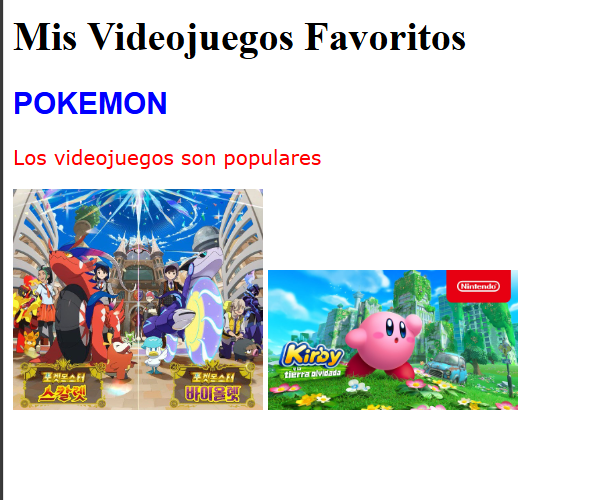 Mis Videojuegos Favoritos
POKEMON
Los videojuegos son populares
포켓몬스터
스칼렛
포켓몬스터
바이올렛
Nintendo
Kirby
y la
tierra olvidada